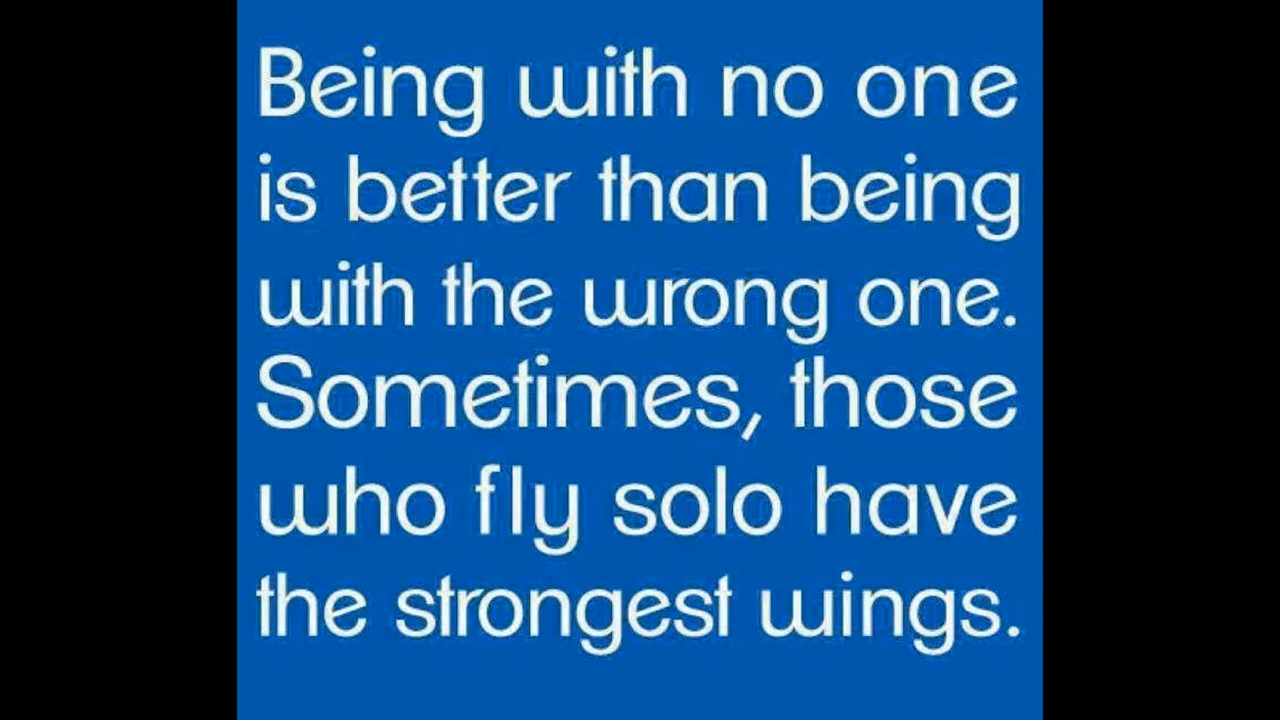 Being with no one
is better than being
with the wrong one.
Sometimes, those
who fly solo have
the strongest wings.